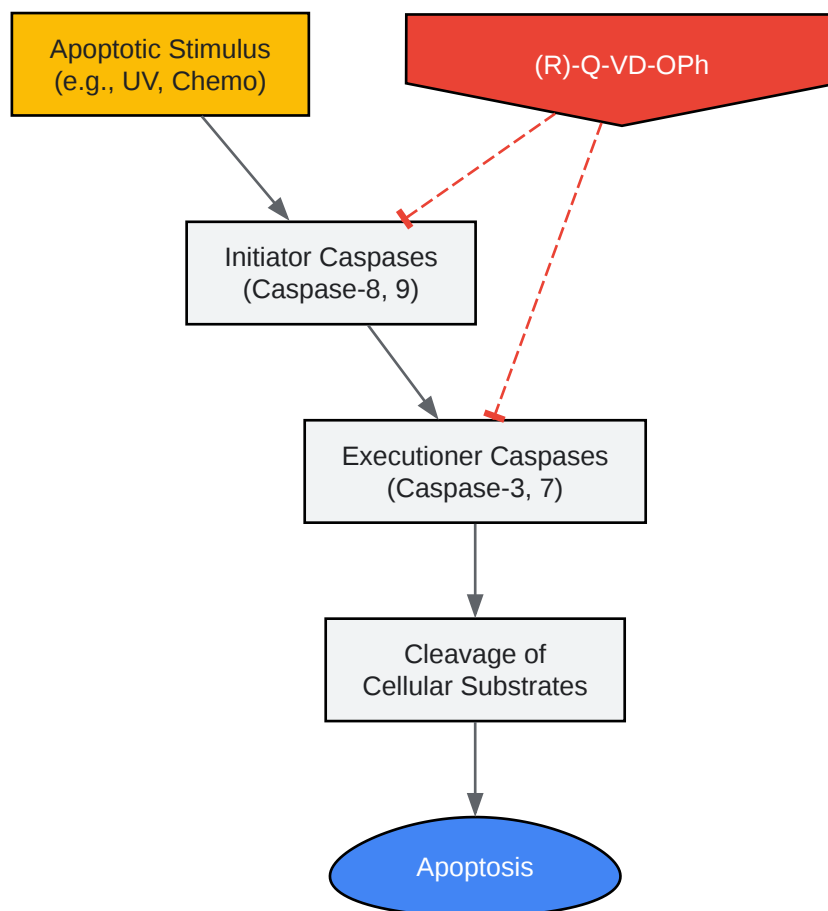 Apoptotic Stimulus
(e.g., UV, Chemo)
(R)-Q-VD-OPh
Initiator Caspases
(Caspase-8, 9)
Executioner Caspases
(Caspase-3, 7)
Cleavage of
Cellular Substrates
Apoptosis